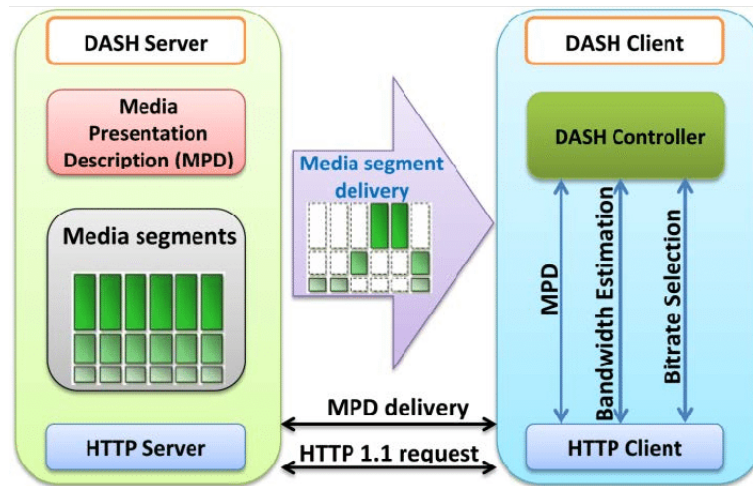 DASH Server
Media
Presentation
Description (MPD)
Media segments
HTTP Server
Media segment
delivery
MPD delivery
HTTP 1.1 request
DASH Client
DASH Controller
MPD
Bandwidth Estimation
Bitrate Selection
HTTP Client